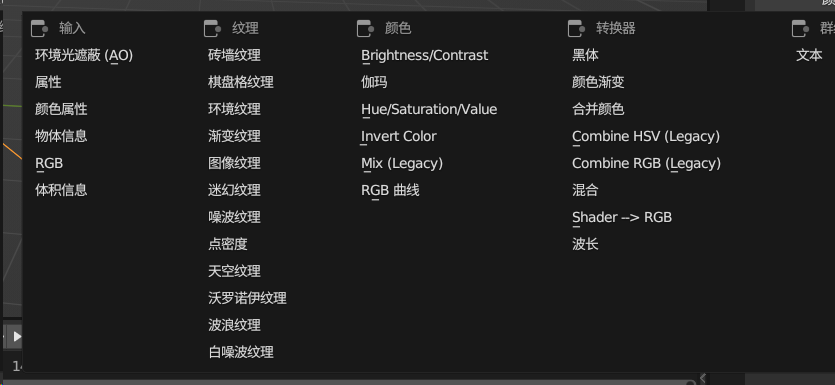 输入
环境光遮蔽 (AO)
属性
颜色属性
物体信息
RGB
体积信息
纹理
砖墙纹理
棋盘格纹理
环境纹理
渐变纹理
图像纹理
迷幻纹理
噪波纹理
点密度
天空纹理
沃罗诺伊纹理
波浪纹理
白噪波纹理
颜色
Brightness/Contrast
伽玛
Hue/Saturation/Value
Invert Color
Mix (Legacy)
RGB 曲线
转换器
黑体
颜色渐变
合并颜色
Combine HSV (Legacy)
Combine RGB (Legacy)
混合
Shader --> RGB
波长
文本